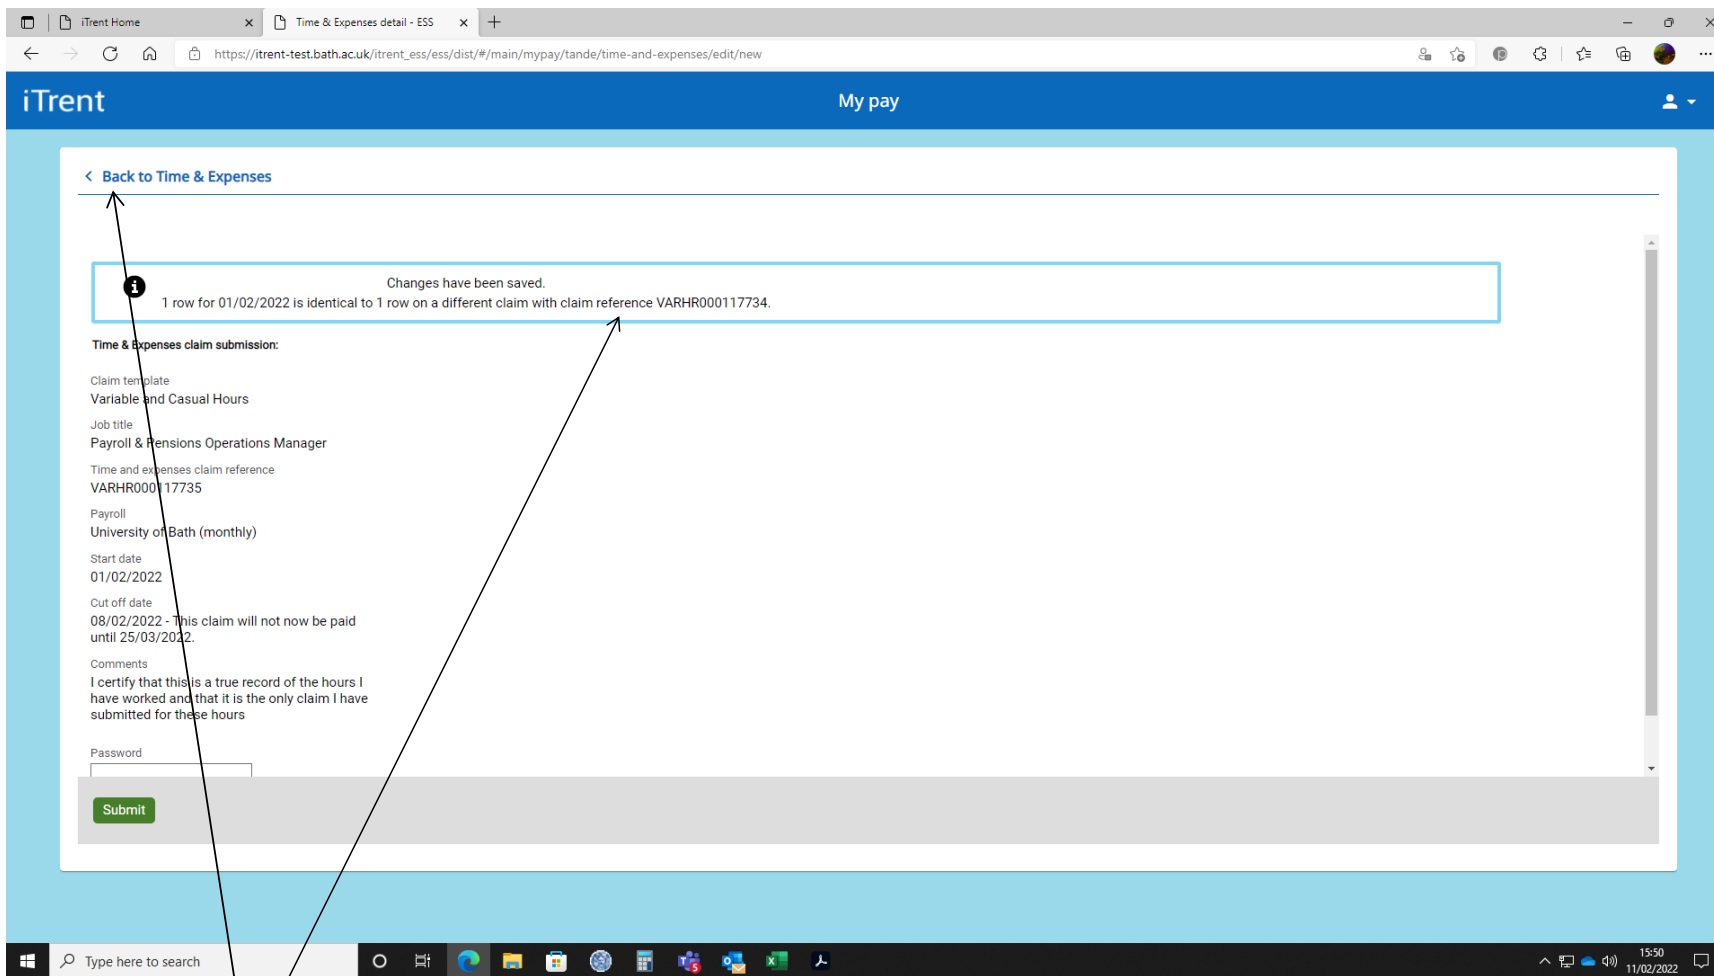 iTrent Home
Time & Expenses detail - ESS
https://itrent-test.bath.ac.uk/itrent_ess/ess/dist/#/main/mypay/tande/time-and-expenses/edit/new
iTrent
My pay
Back to Time & Expenses
Changes have been saved.
1 row for 01/02/2022 is identical to 1 row on a different claim with claim reference VARHR000117734.
Time & Expenses claim submission:
Claim template
Variable and Casual Hours
Job title
Payroll & Pensions Operations Manager
Time and expenses claim reference
VARHR000117735
Payroll
University of Bath (monthly)
Start date
01/02/2022
Cut off date
08/02/2022 - This claim will not now be paid
until 25/03/2022.
Comments
I certify that this is a true record of the hours I
have worked and that it is the only claim I have
submitted for these hours
Password
Submit
Type here to search
15:50
11/02/2022